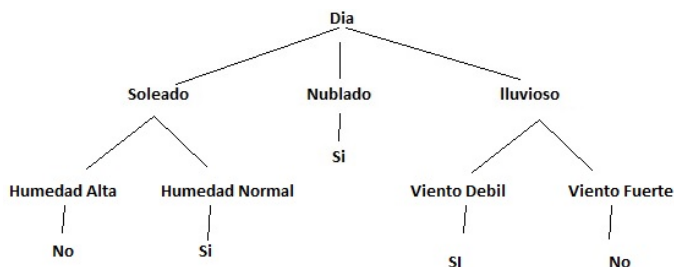 Dia
Soleado Nublado lluvioso
Si
Humedad Alta Humedad Normal Viento Debil Viento Fuerte
No Si SI No